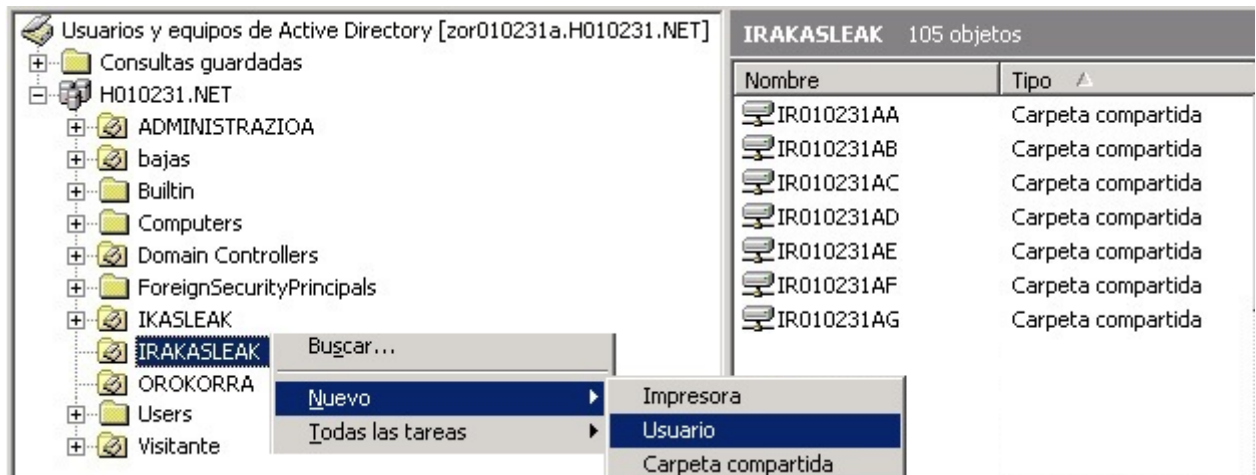 Usuarios y equipos de Active Directory [zor010231a.H010231.NET]
Consultas guardadas
H010231.NET
ADMINISTRAZIOA
bajas
Builtin
Computers
Domain Controllers
ForeignSecurityPrincipals
IKASLEAK
IRAKASLEAK
OROKORRA
Users
Visitante
Buscar...
Nuevo
Todas las tareas
Impresora
Usuario
Carpeta compartida
IRAKASLEAK 105 objetos
Nombre Tipo
IR010231AA Carpeta compartida
IR010231AB Carpeta compartida
IR010231AC Carpeta compartida
IR010231AD Carpeta compartida
IR010231AE Carpeta compartida
IR010231AF Carpeta compartida
IR010231AG Carpeta compartida